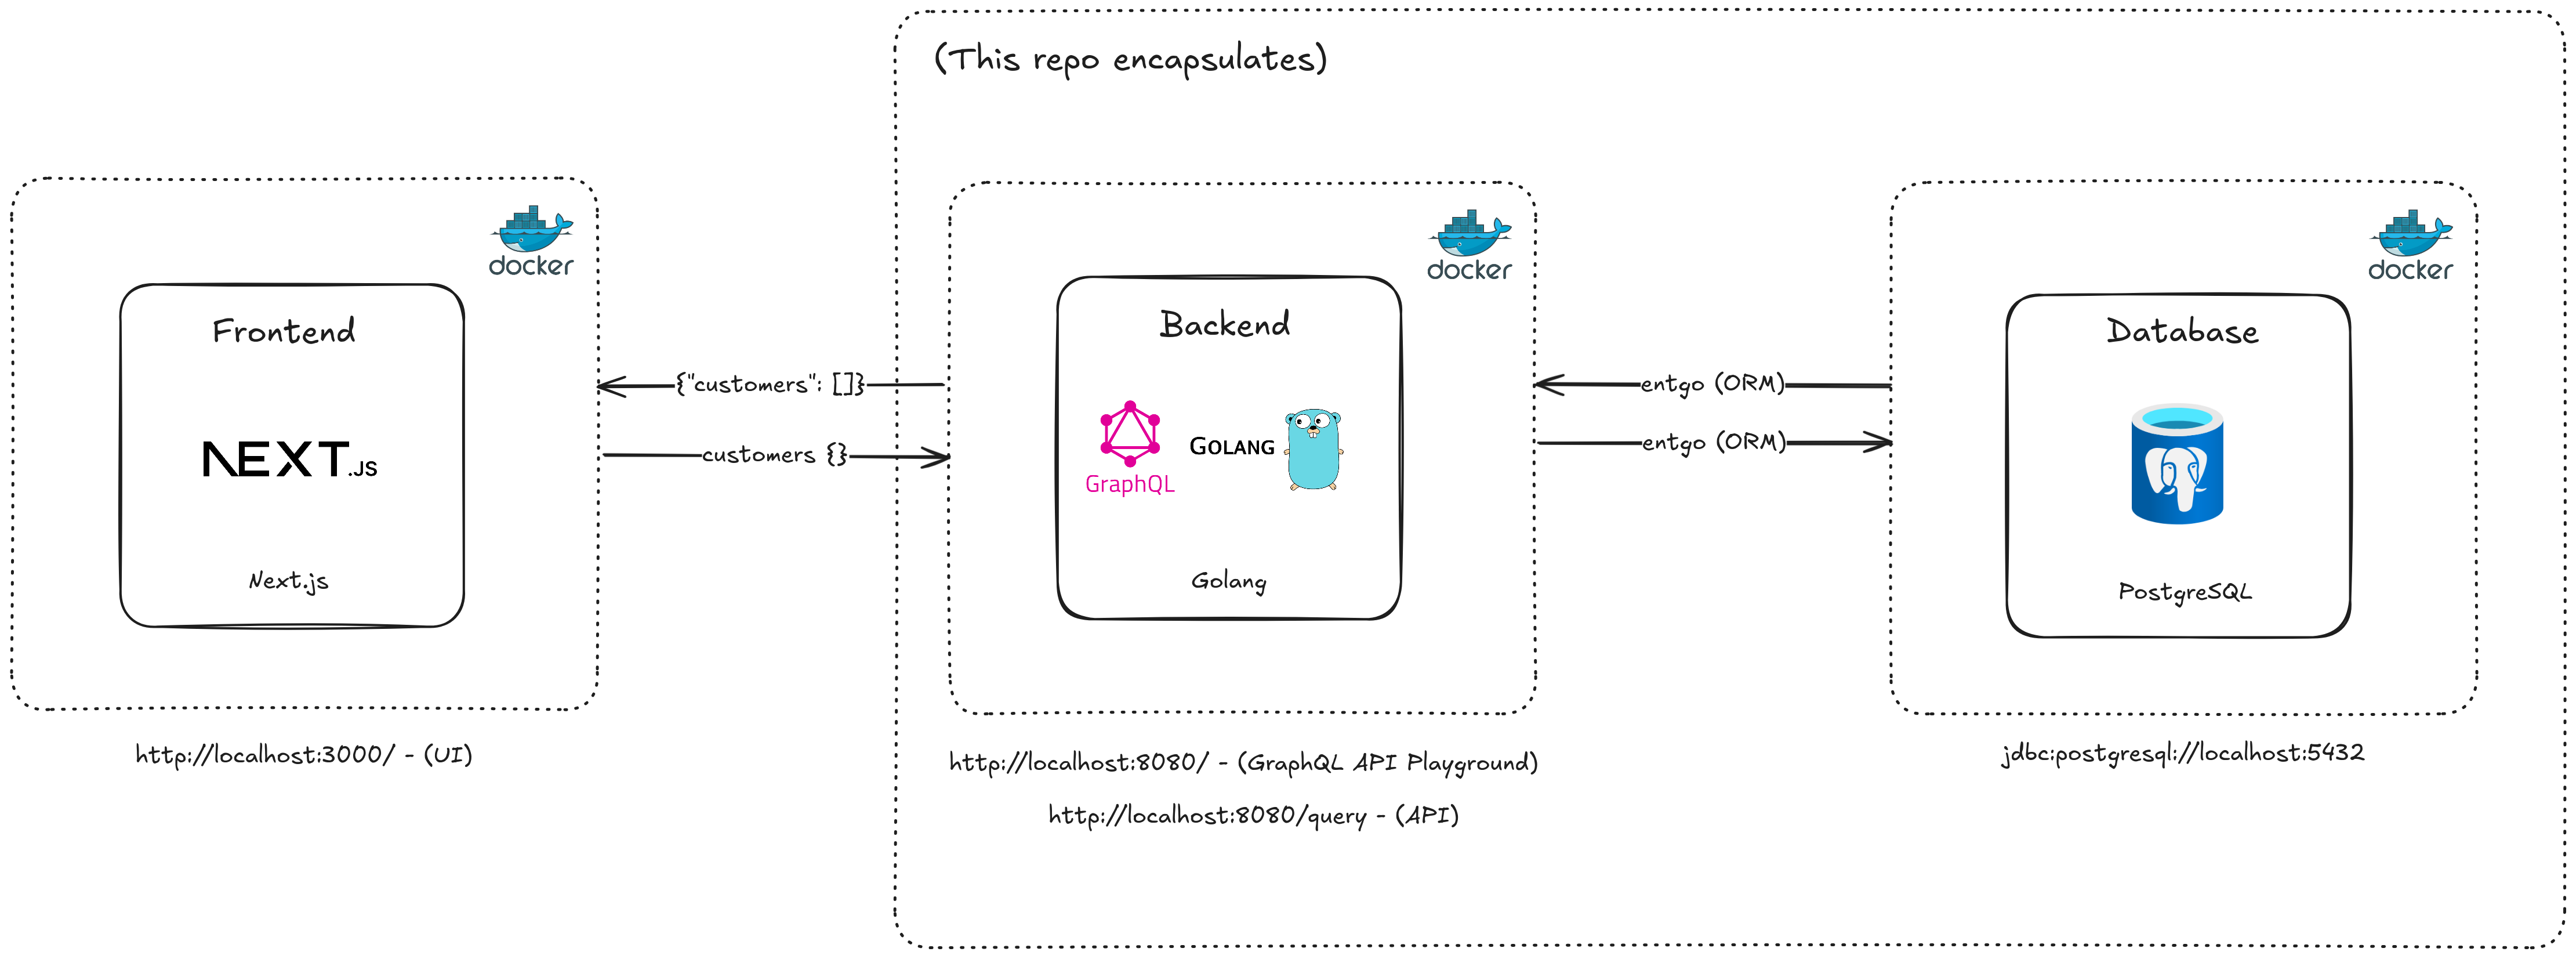 (This repo encapsulates)
docker
Frontend
NEXT.JS
Next.js
http://localhost:3000/ - (UI)
{"customers": []}
customers {}
docker
Backend
GraphQL
GOLANG
Golang
http://localhost:8080/ - (GraphQL API Playground)
http://localhost:8080/query - (API)
entgo (ORM)
entgo (ORM)
docker
Database
PostgreSQL
jdbc:postgresql://localhost:5432